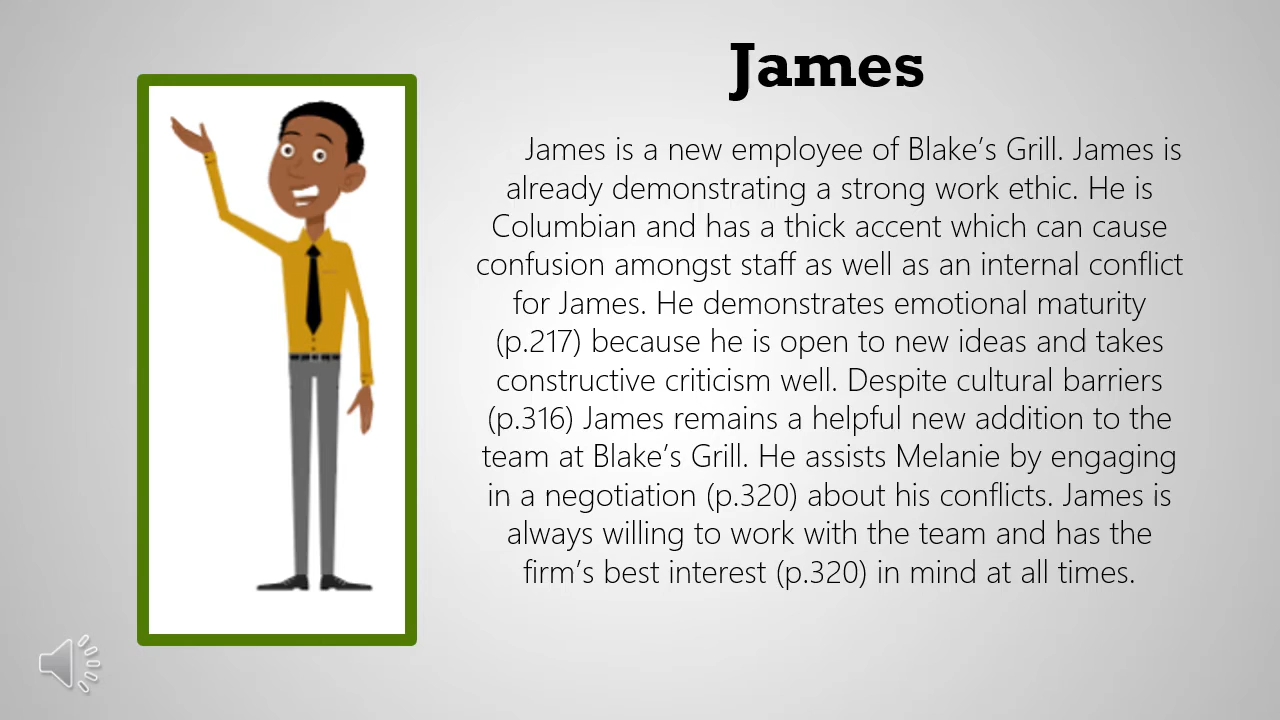 James
James is a new employee of Blake’s Grill. James is
already demonstrating a strong work ethic. He is
Columbian and has a thick accent which can cause
confusion amongst staff as well as an internal conflict
for James. He demonstrates emotional maturity
(p.217) because he is open to new ideas and takes
constructive criticism well. Despite cultural barriers
(p.316) James remains a helpful new addition to the
team at Blake’s Grill. He assists Melanie by engaging
in a negotiation (p.320) about his conflicts. James is
always willing to work with the team and has the
firm’s best interest (p.320) in mind at all times.